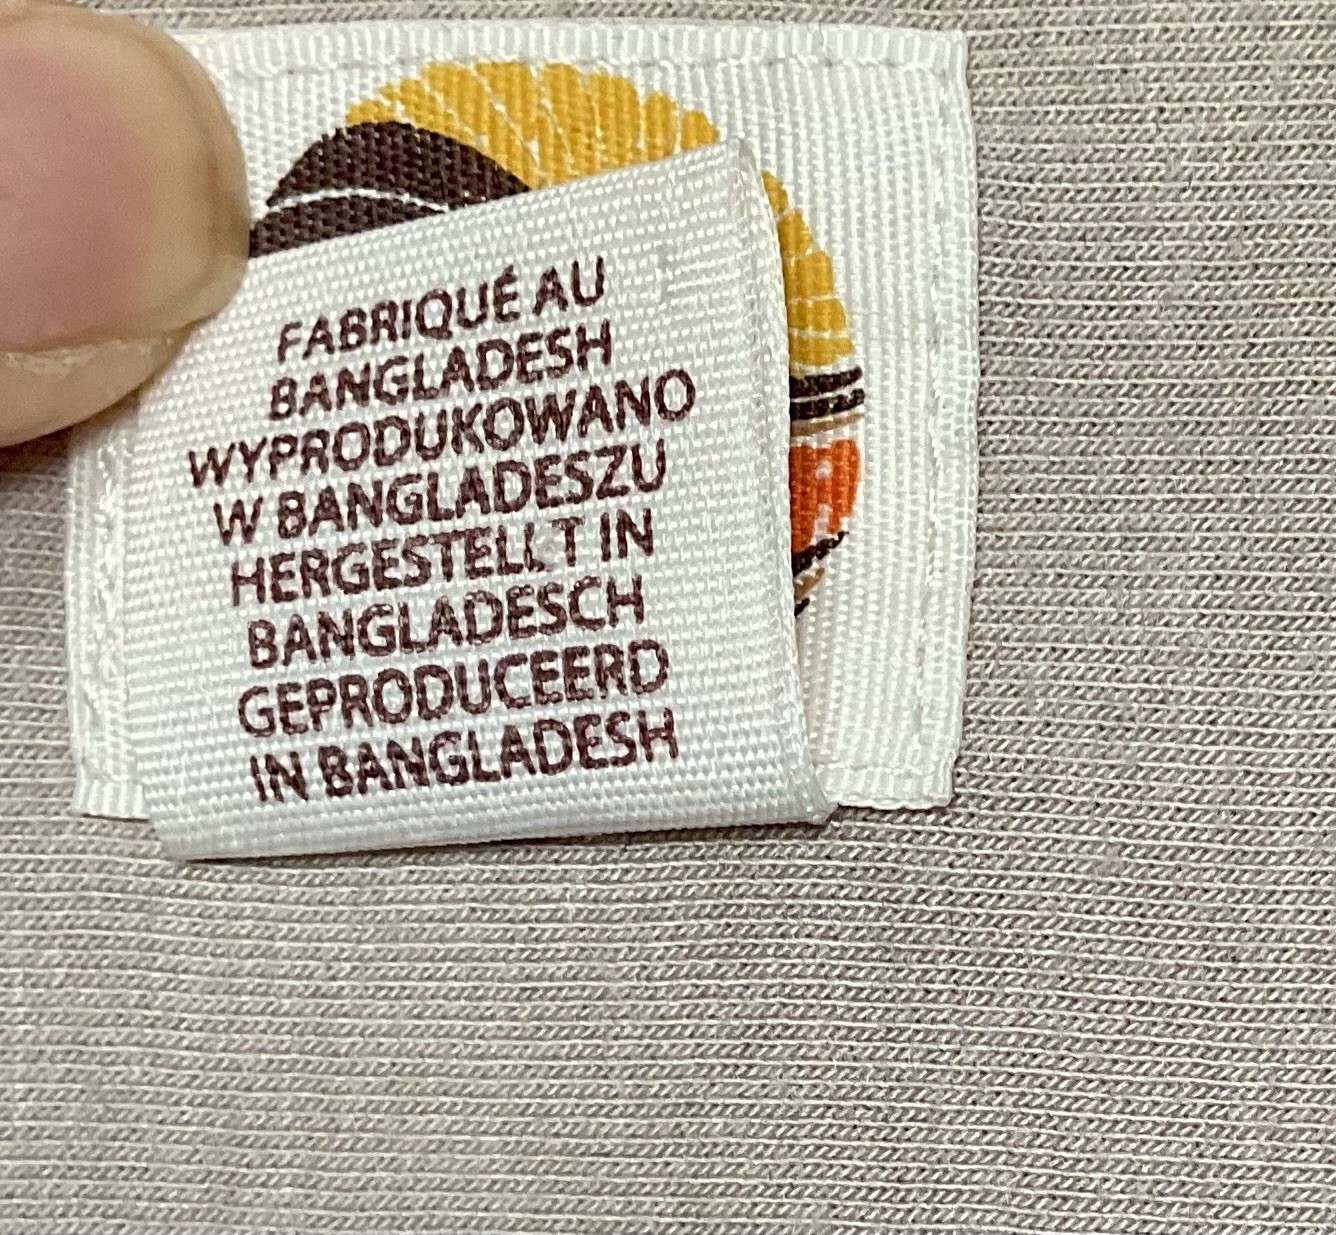 FABRIQUÉ AU
BANGLADESH
WYPRODUKOWANO
W BANGLADESZU
HERGESTELLT IN
BANGLADESCH
GEPRODUCEERD
IN BANGLADESH